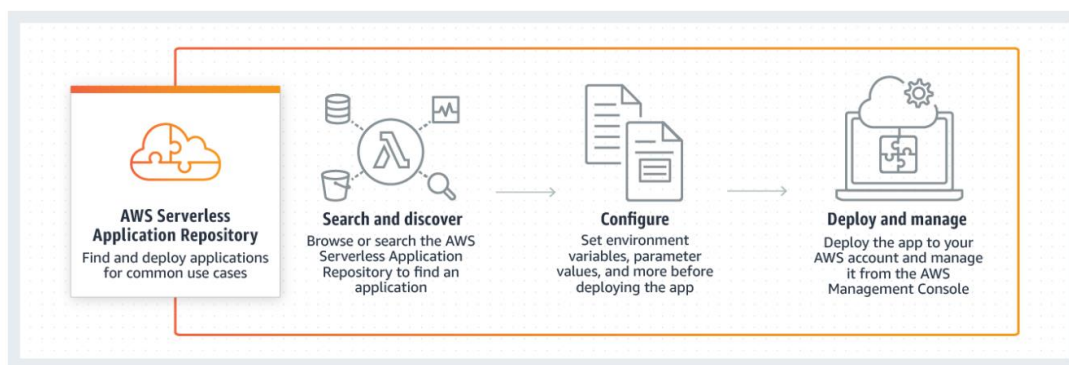 AWS Serverless
Application Repository
Find and deploy applications
for common use cases
Search and discover
Browse or search the AWS
Serverless Application
Repository to find an
application
Configure
Set environment
variables, parameter
values, and more before
deploying the app
Deploy and manage
Deploy the app to your
AWS account and manage
it from the AWS
Management Console